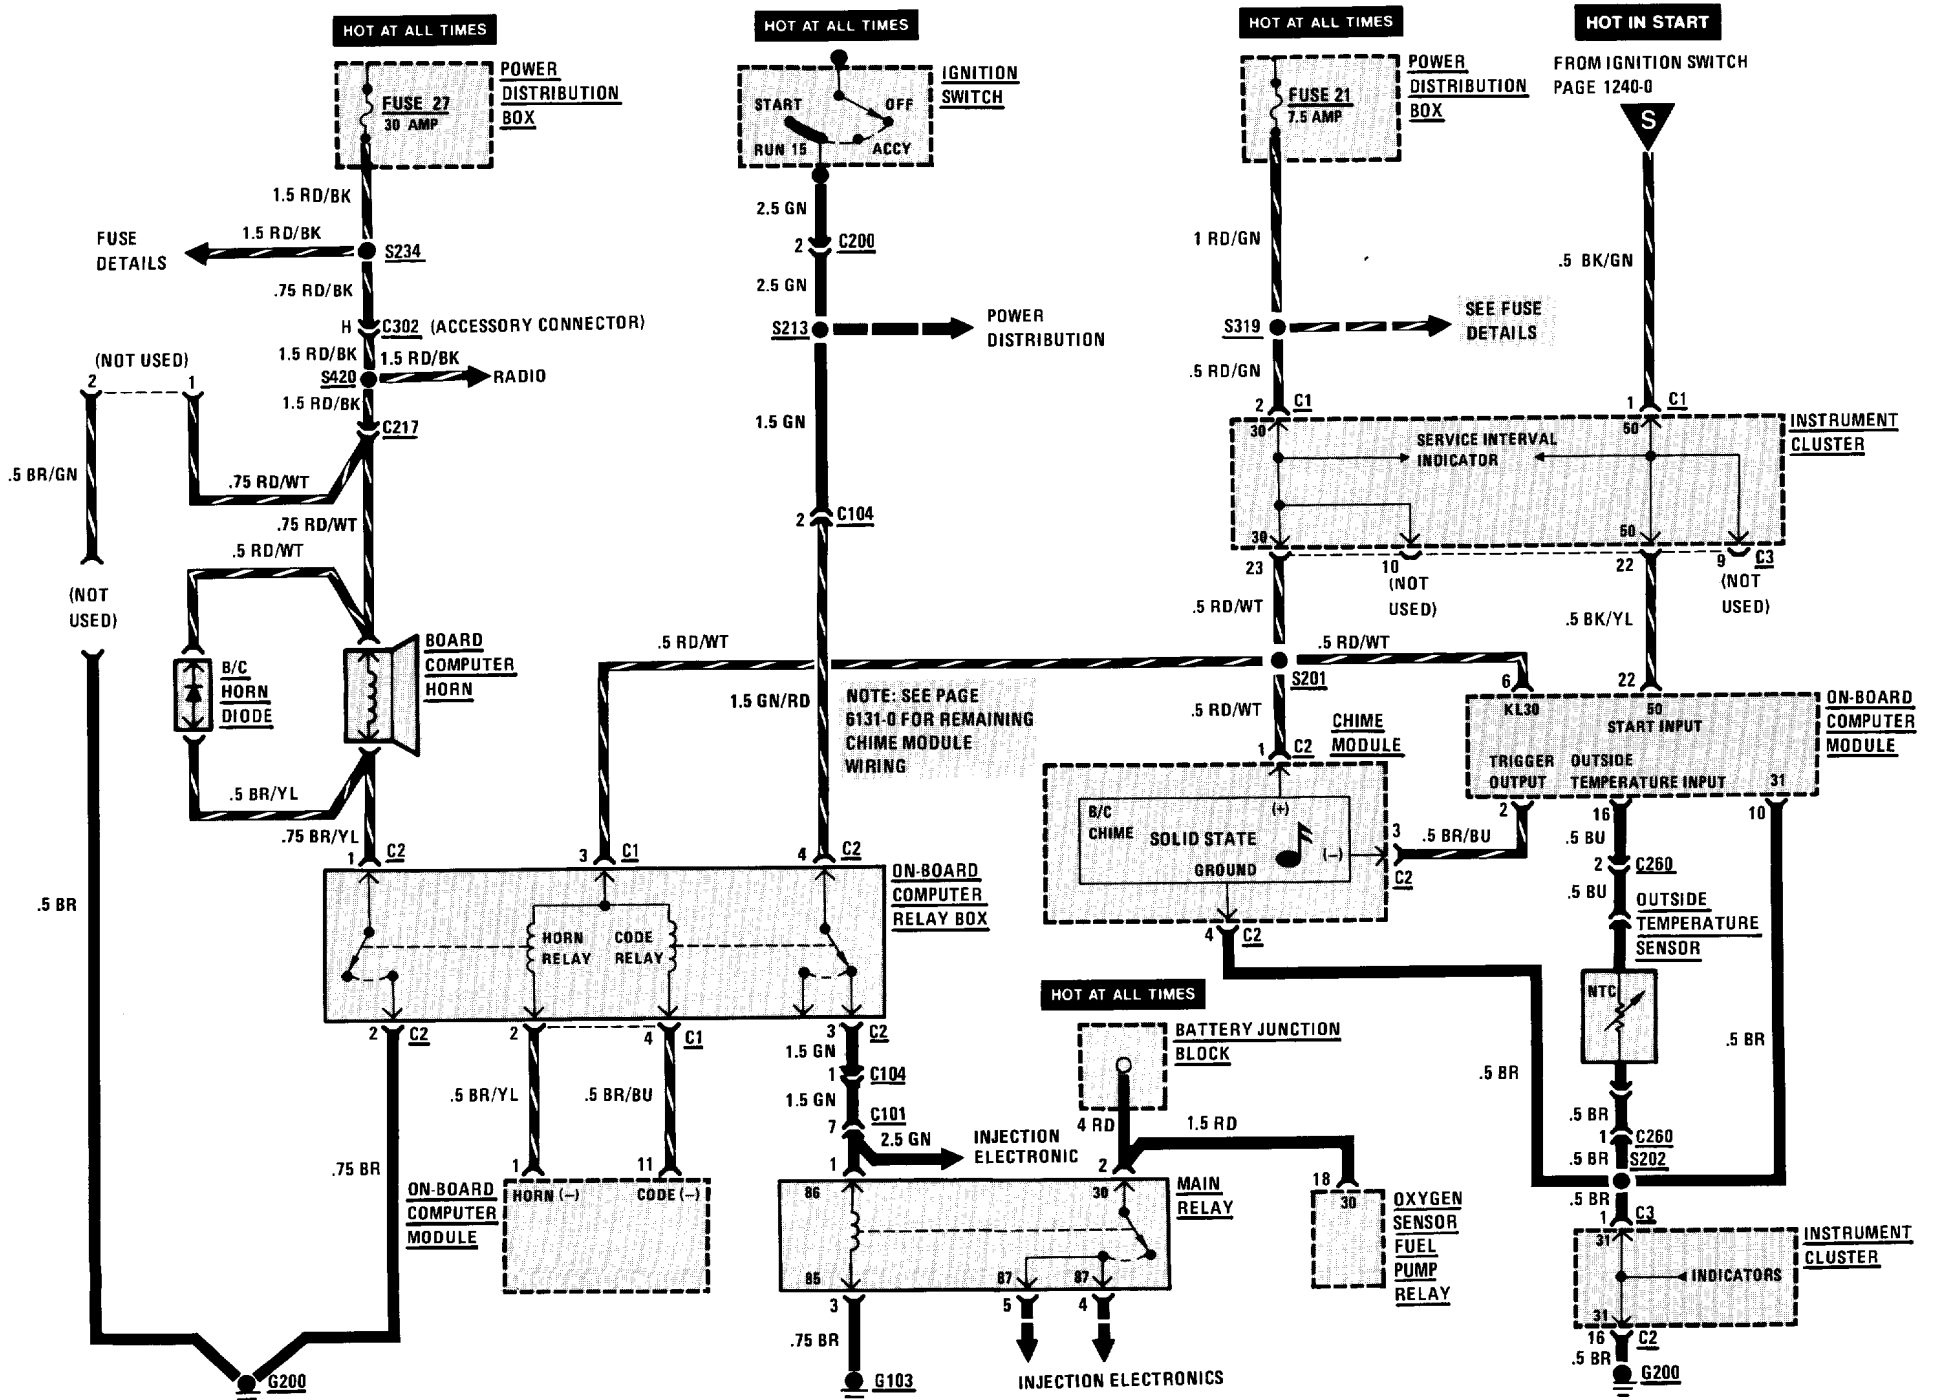 HOT AT ALL TIMES
HOT AT ALL TIMES
HOT AT ALL TIMES
HOT IN START
POWER
DISTRIBUTION
BOX
FUSE 27
30 AMP
IGNITION
SWITCH
START
OFF
RUN 15
ACCY
POWER
DISTRIBUTION
BOX
FUSE 21
7.5 AMP
FROM IGNITION SWITCH
PAGE 1240-0
S
1.5 RD/BK
1.5 RD/BK
FUSE
DETAILS
S234
.75 RD/BK
H
C302 (ACCESSORY CONNECTOR)
1.5 RD/BK
1.5 RD/BK
S420
RADIO
1.5 RD/BK
C217
(NOT USED)
2
1
.5 BR/GN
.75 RD/WT
.75 RD/WT
.5 RD/WT
(NOT
USED)
B/C
HORN
DIODE
BOARD
COMPUTER
HORN
.5 BR/YL
.75 BR/YL
.5 BR
2.5 GN
2
C200
2.5 GN
S213
POWER
DISTRIBUTION
1.5 GN
2
C104
1.5 GN/RD
.5 RD/WT
NOTE: SEE PAGE
6131-0 FOR REMAINING
CHIME MODULE
WIRING
1 RD/GN
.5 BK/GN
S319
SEE FUSE
DETAILS
.5 RD/GN
2
C1
1
C1
INSTRUMENT
CLUSTER
30
50
SERVICE INTERVAL
INDICATOR
30
50
23
10
(NOT
USED)
22
9
C3
(NOT
USED)
.5 RD/WT
.5 BK/YL
.5 RD/WT
S201
.5 RD/WT
6
22
ON-BOARD
COMPUTER
MODULE
KL30
50
START INPUT
TRIGGER
OUTPUT
OUTSIDE
TEMPERATURE INPUT
31
2
16
10
1
C2
CHIME
MODULE
B/C
CHIME
(+)
SOLID STATE
(−)
GROUND
3
C2
.5 BR/BU
4
C2
.5 BU
2
C260
.5 BU
OUTSIDE
TEMPERATURE
SENSOR
NTC
.5 BR
.5 BR
.5 BR
1
C260
.5 BR
S202
.5 BR
1
C3
INSTRUMENT
CLUSTER
31
INDICATORS
31
16
C2
.5 BR
G200
1
C2
3
C1
4
C2
ON-BOARD
COMPUTER
RELAY BOX
HORN
RELAY
CODE
RELAY
2
C2
2
4
C1
3
C2
.5 BR/YL
.5 BR/BU
1.5 GN
1
C104
1.5 GN
7
C101
2.5 GN
INJECTION
ELECTRONIC
.75 BR
1
11
ON-BOARD
COMPUTER
MODULE
HORN (−)
CODE (−)
HOT AT ALL TIMES
BATTERY JUNCTION
BLOCK
4 RD
1.5 RD
1
2
MAIN
RELAY
86
30
85
87
87
18
30
OXYGEN
SENSOR
FUEL
PUMP
RELAY
3
5
4
.75 BR
G200
G103
INJECTION ELECTRONICS